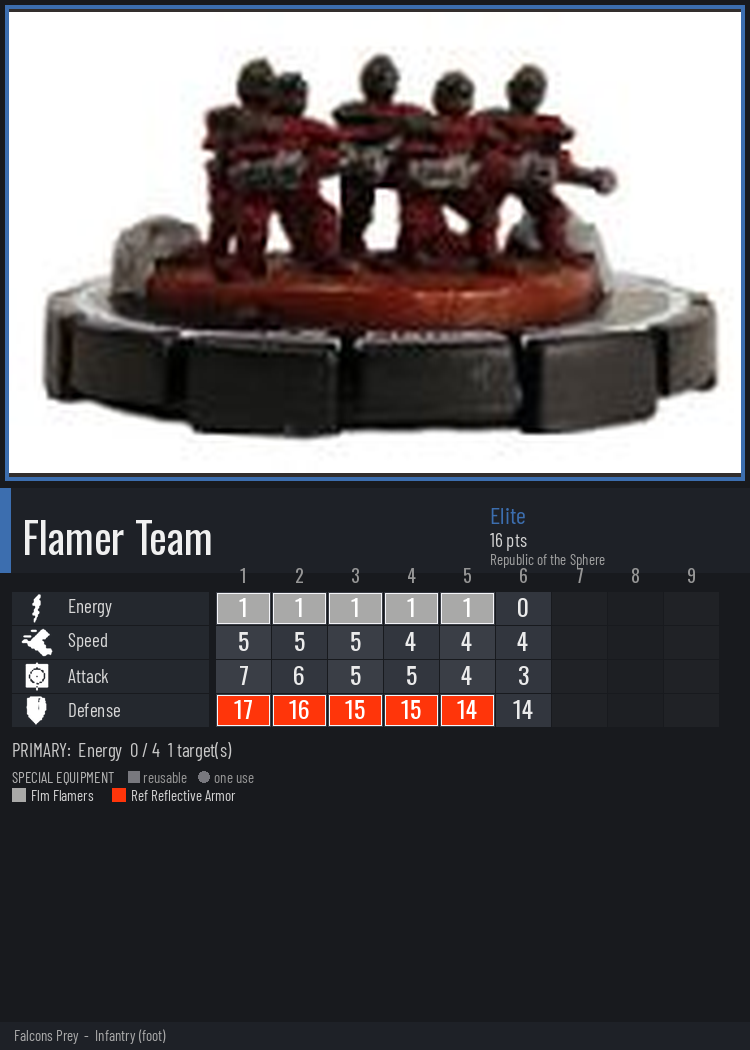 Flamer Team
Elite
16 pts
Republic of the Sphere
1 2 3 4 5 6 7 8 9
Energy 1 1 1 1 1 0
Speed 5 5 5 4 4 4
Attack 7 6 5 5 4 3
Defense 17 16 15 15 14 14
PRIMARY: Energy 0 / 4 1 target(s)
SPECIAL EQUIPMENT reusable one use
Flm Flamers Ref Reflective Armor
Falcons Prey - Infantry (foot)